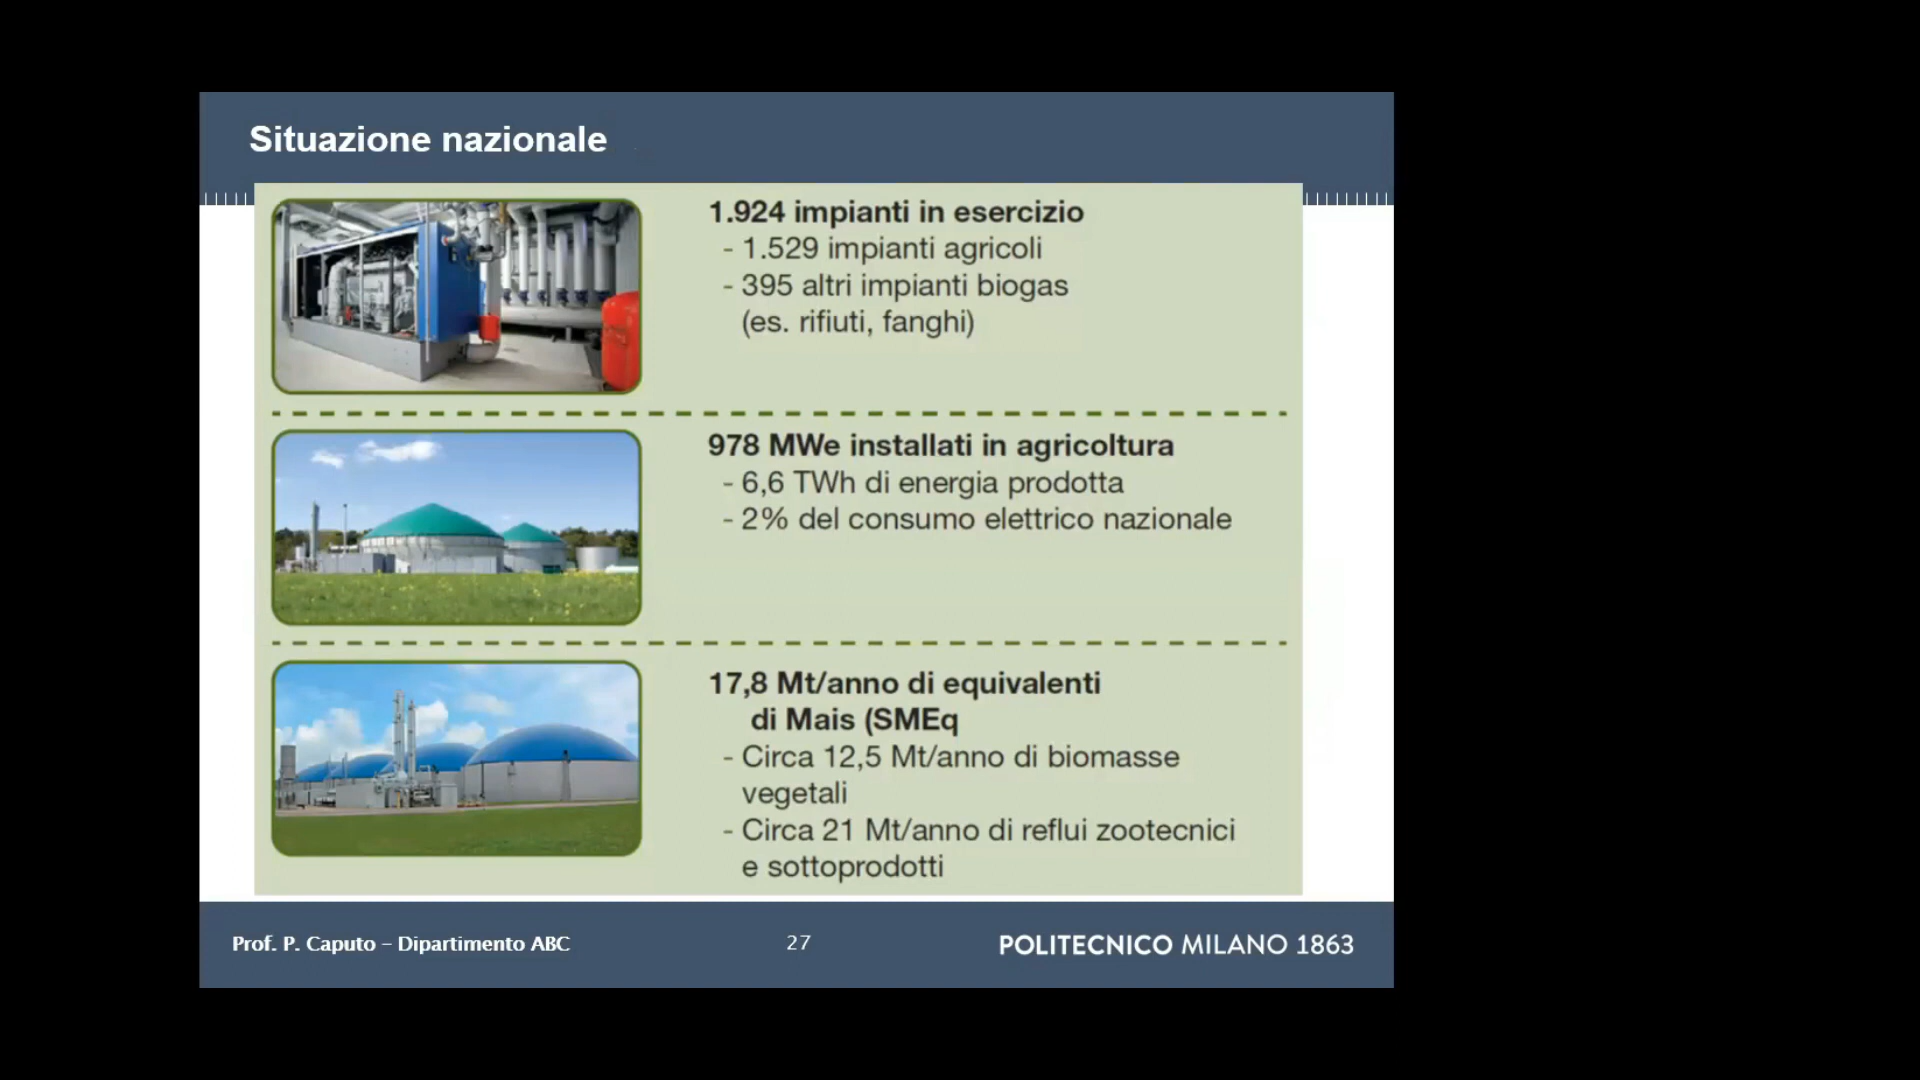 Situazione nazionale
1.924 impianti in esercizio
- 1.529 impianti agricoli
- 395 altri impianti biogas
(es. rifiuti, fanghi)
978 MWe installati in agricoltura
- 6,6 TWh di energia prodotta
- 2% del consumo elettrico nazionale
17,8 Mt/anno di equivalenti
di Mais (SMEq
- Circa 12,5 Mt/anno di biomasse
vegetali
- Circa 21 Mt/anno di reflui zootecnici
e sottoprodotti
Prof. P. Caputo – Dipartimento ABC
27
POLITECNICO MILANO 1863